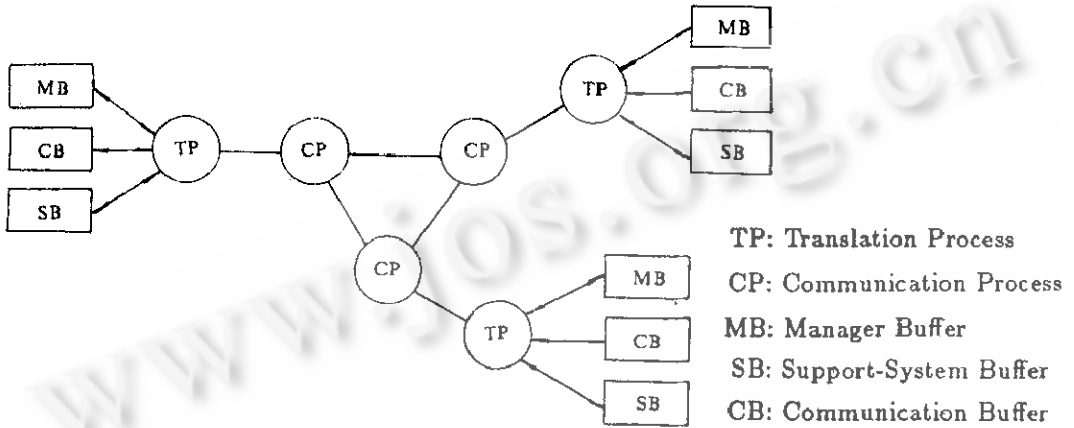 MB
CB
SB
TP
CP
CP
CP
TP
MB
CB
SB
TP
MB
CB
SB
TP: Translation Process
CP: Communication Process
MB: Manager Buffer
SB: Support-System Buffer
CB: Communication Buffer
www.jos.org.cn